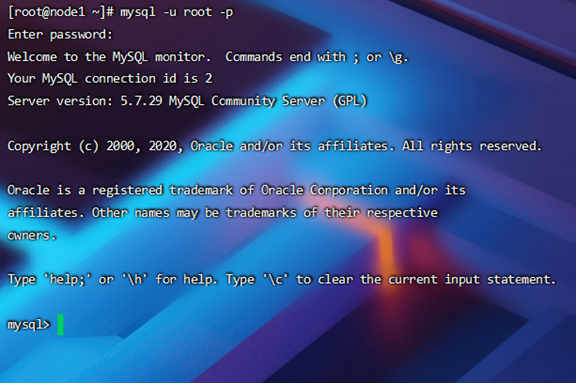 [root@node1 ~]# mysql -u root -p
Enter password:
Welcome to the MySQL monitor.  Commands end with ; or \g.
Your MySQL connection id is 2
Server version: 5.7.29 MySQL Community Server (GPL)
Copyright (c) 2000, 2020, Oracle and/or its affiliates. All rights reserved.
Oracle is a registered trademark of Oracle Corporation and/or its
affiliates. Other names may be trademarks of their respective
owners.
Type 'help;' or '\h' for help. Type '\c' to clear the current input statement.
mysql>